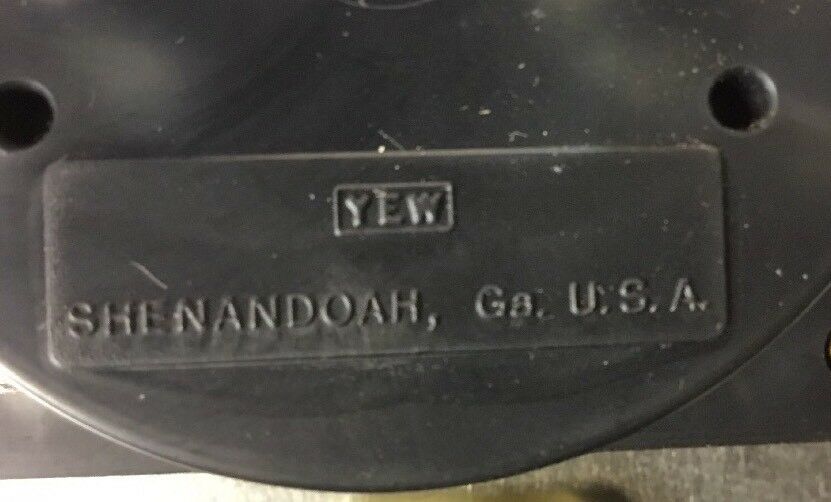 YEW
SHENANDOAH, Ga. U.S.A.